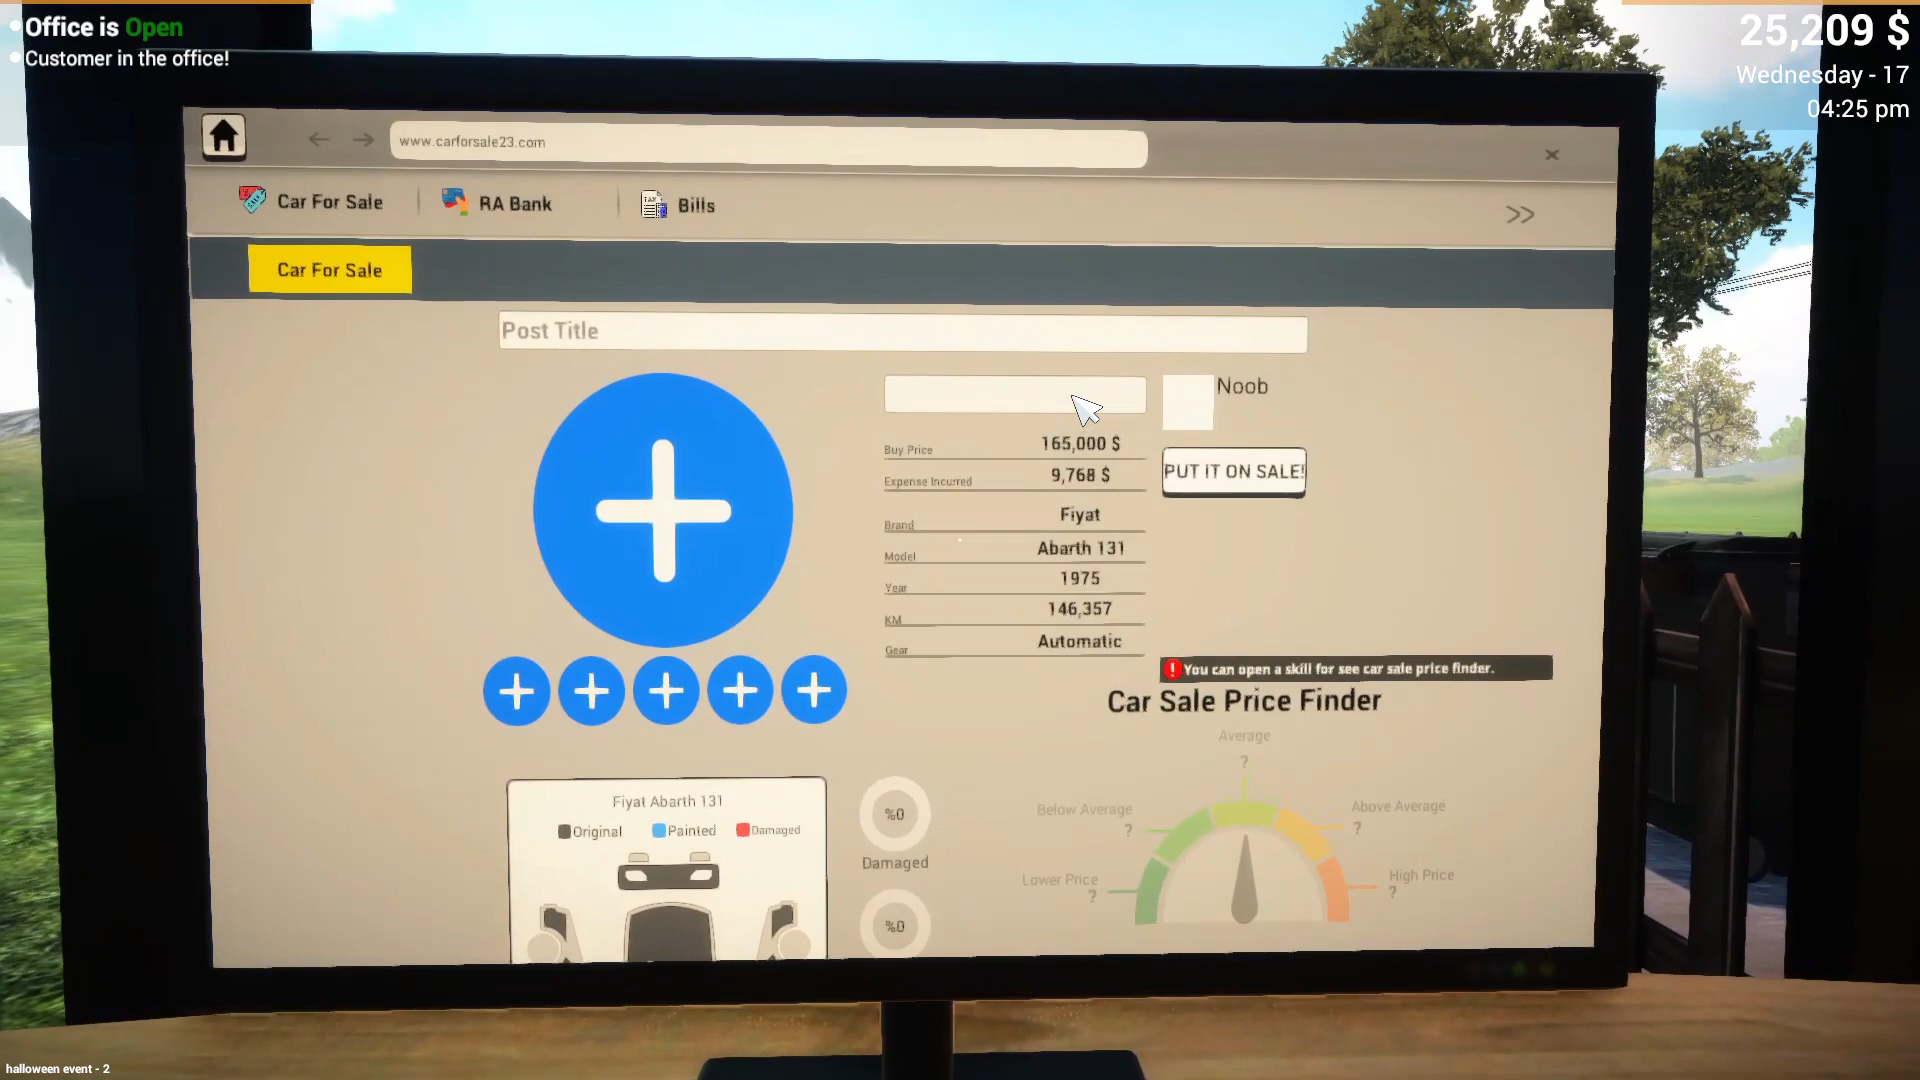 Office is Open
Customer in the office!
25,209 $
Wednesday - 17
04:25 pm
www.carforsale23.com
Car For Sale
RA Bank
Bills
>>
Car For Sale
Post Title
Noob
Buy Price 165,000 $
PUT IT ON SALE!
Expense Incurred 9,768 $
Brand Fiyat
Model Abarth 131
Year 1975
KM 146,357
Gear Automatic
You can open a skill for see car sale price finder.
Car Sale Price Finder
Average
?
Below Average
?
Above Average
?
Lower Price
?
High Price
?
Fiyat Abarth 131
Original Painted Damaged
%0
Damaged
%0
halloween event - 2